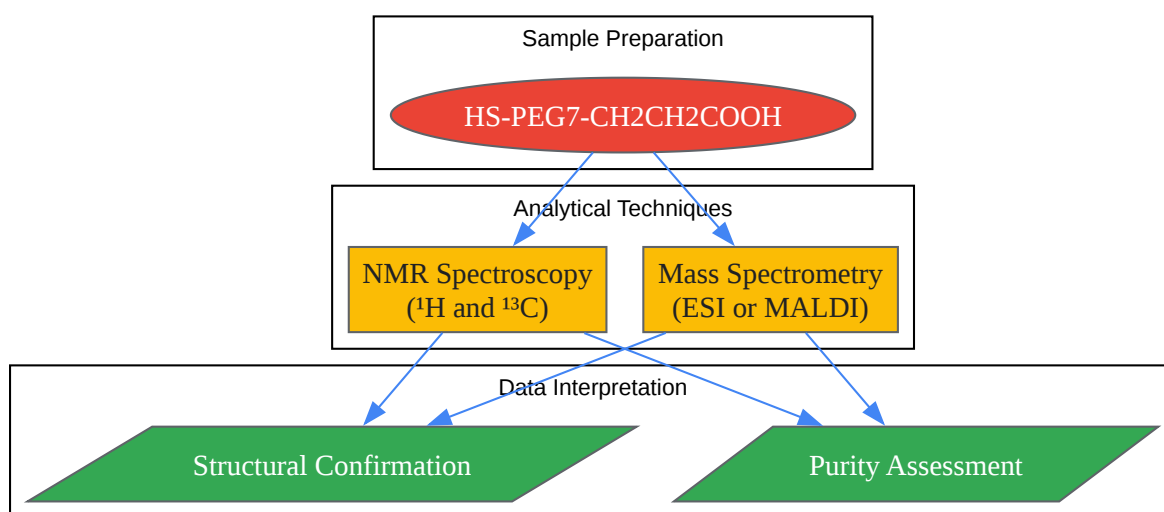 Sample Preparation
HS-PEG7-CH2CH2COOH
Analytical Techniques
NMR Spectroscopy
(¹H and ¹³C)
Mass Spectrometry
(ESI or MALDI)
Data Interpretation
Structural Confirmation
Purity Assessment